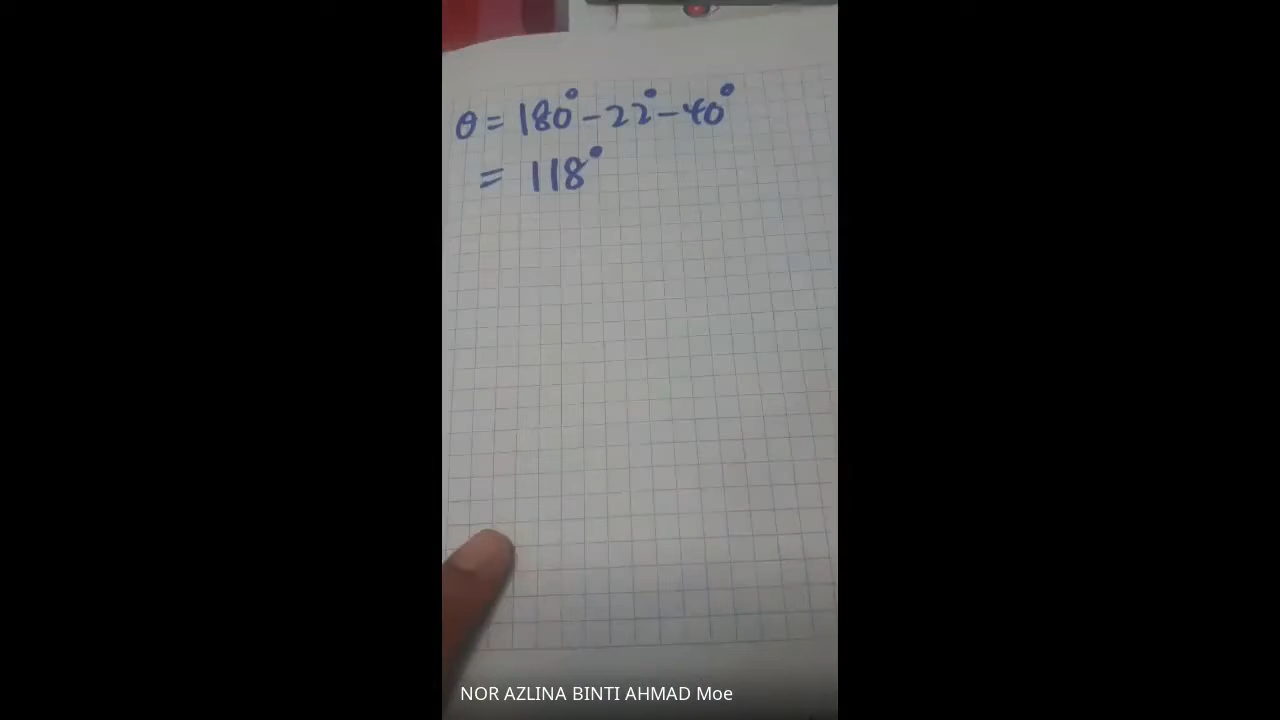 θ = 180° - 22° - 40°
= 118°
NOR AZLINA BINTI AHMAD Moe